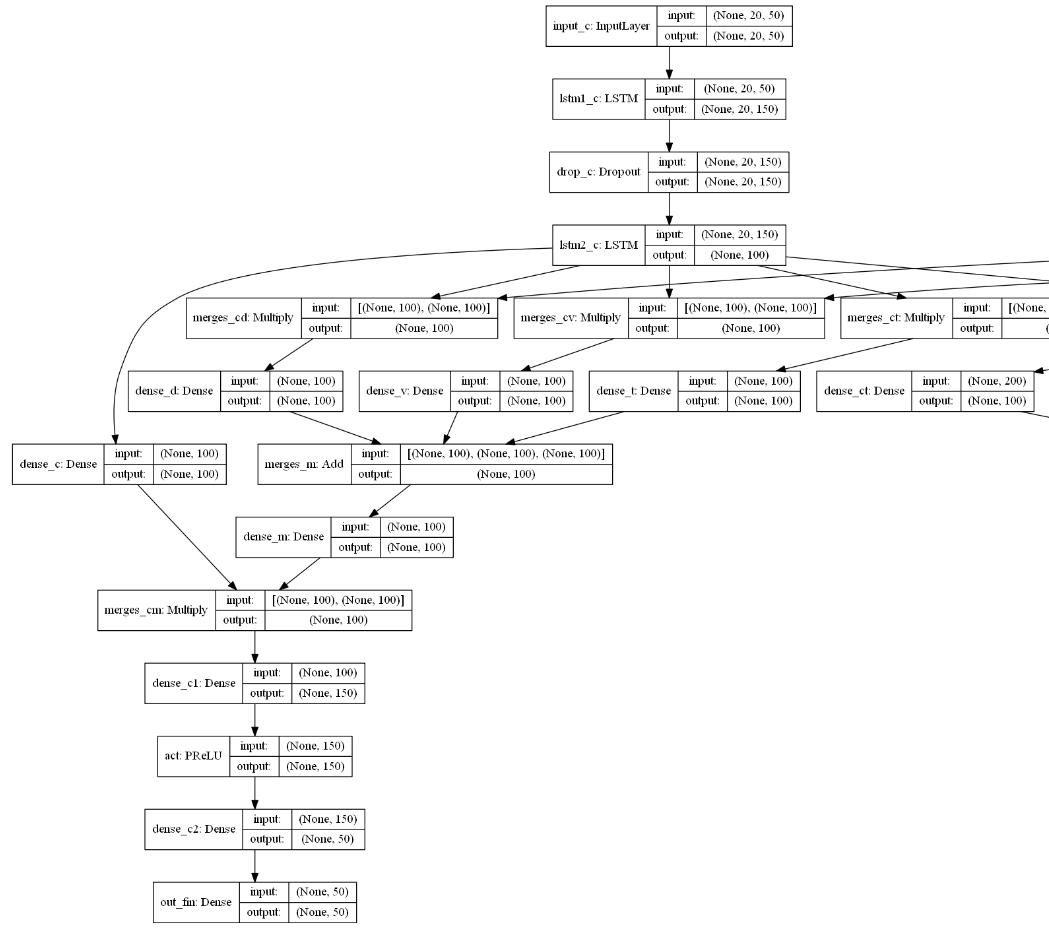 input_c: InputLayer input: (None, 20, 50)
output: (None, 20, 50)
lstm1_c: LSTM input: (None, 20, 50)
output: (None, 20, 150)
drop_c: Dropout input: (None, 20, 150)
output: (None, 20, 150)
lstm2_c: LSTM input: (None, 20, 150)
output: (None, 100)
merges_cd: Multiply input: [(None, 100), (None, 100)]
output: (None, 100)
merges_cv: Multiply input: [(None, 100), (None, 100)]
output: (None, 100)
merges_ct: Multiply input: [(None,
output:
dense_d: Dense input: (None, 100)
output: (None, 100)
dense_v: Dense input: (None, 100)
output: (None, 100)
dense_t: Dense input: (None, 100)
output: (None, 100)
dense_ct: Dense input: (None, 200)
output: (None, 100)
dense_c: Dense input: (None, 100)
output: (None, 100)
merges_m: Add input: [(None, 100), (None, 100), (None, 100)]
output: (None, 100)
dense_m: Dense input: (None, 100)
output: (None, 100)
merges_cm: Multiply input: [(None, 100), (None, 100)]
output: (None, 100)
dense_c1: Dense input: (None, 100)
output: (None, 150)
act: PReLU input: (None, 150)
output: (None, 150)
dense_c2: Dense input: (None, 150)
output: (None, 50)
out_fin: Dense input: (None, 50)
output: (None, 50)